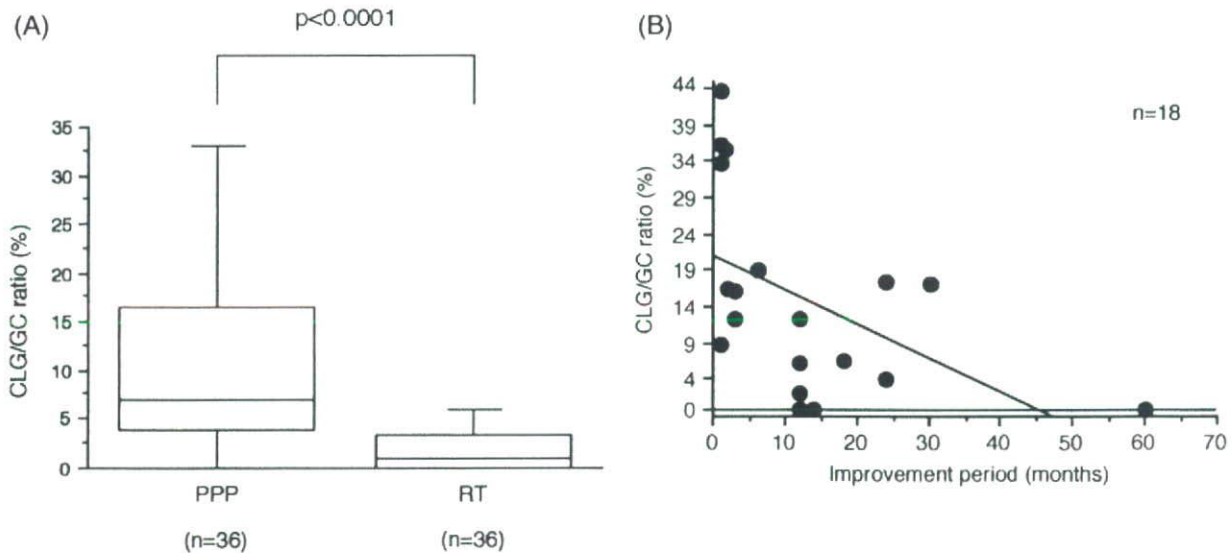 (A)
p<0.0001
CLG/GC ratio (%)
35
30
25
20
15
10
5
0
PPP
RT
(n=36)
(n=36)
(B)
n=18
CLG/GC ratio (%)
44
39
34
29
24
19
14
9
4
0
0 10 20 30 40 50 60 70
Improvement period (months)